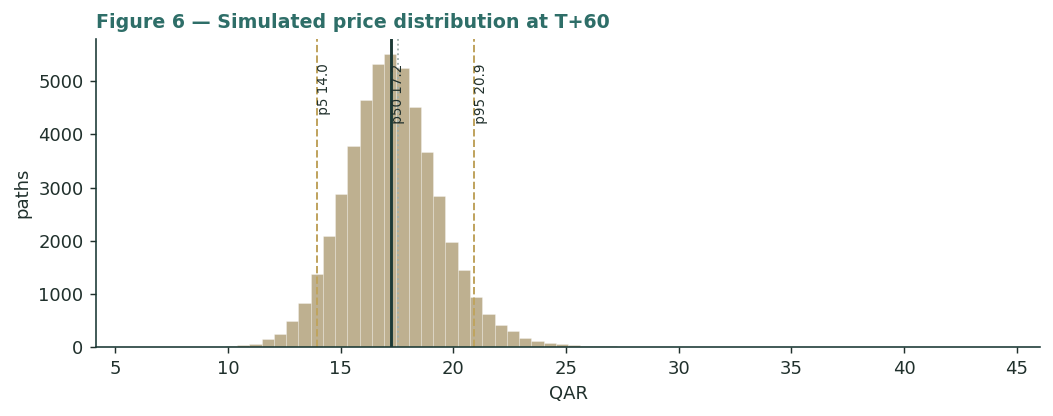 Figure 6 — Simulated price distribution at T+60
paths
5000
4000
3000
2000
1000
0
p5 14.0
p50 17.2
p95 20.9
5 10 15 20 25 30 35 40 45
QAR